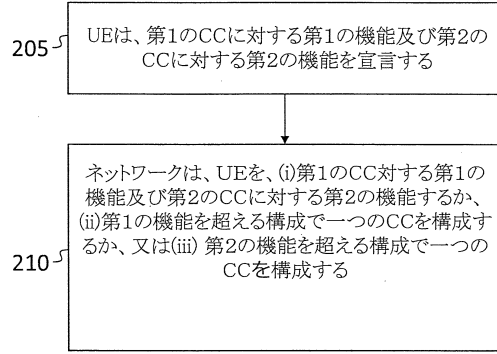 205
UEは、第1のCCに対する第1の機能及び第2の
CCに対する第2の機能を宣言する
210
ネットワークは、UEを、(i)第1のCC対する第1の
機能及び第2のCCに対する第2の機能するか、
(ii)第1の機能を超える構成で一つのCCを構成す
るか、又は(iii) 第2の機能を超える構成で一つの
CCを構成する